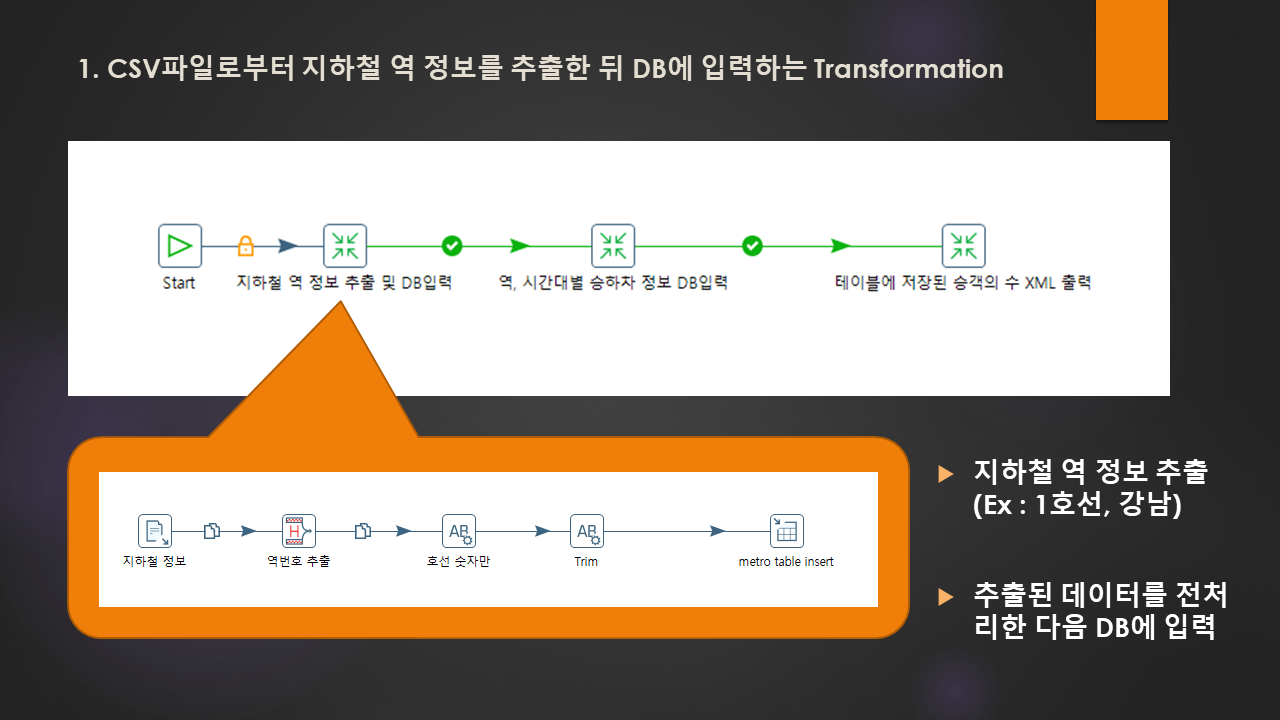 1. CSV파일로부터 지하철 역 정보를 추출한 뒤 DB에 입력하는 Transformation
Start
지하철 역 정보 추출 및 DB입력
역, 시간대별 승하차 정보 DB입력
테이블에 저장된 승객의 수 XML 출력
지하철 정보
역번호 추출
호선 숫자만
Trim
metro table insert
H
AB
AB
지하철 역 정보 추출
(Ex : 1호선, 강남)
추출된 데이터를 전처
리한 다음 DB에 입력